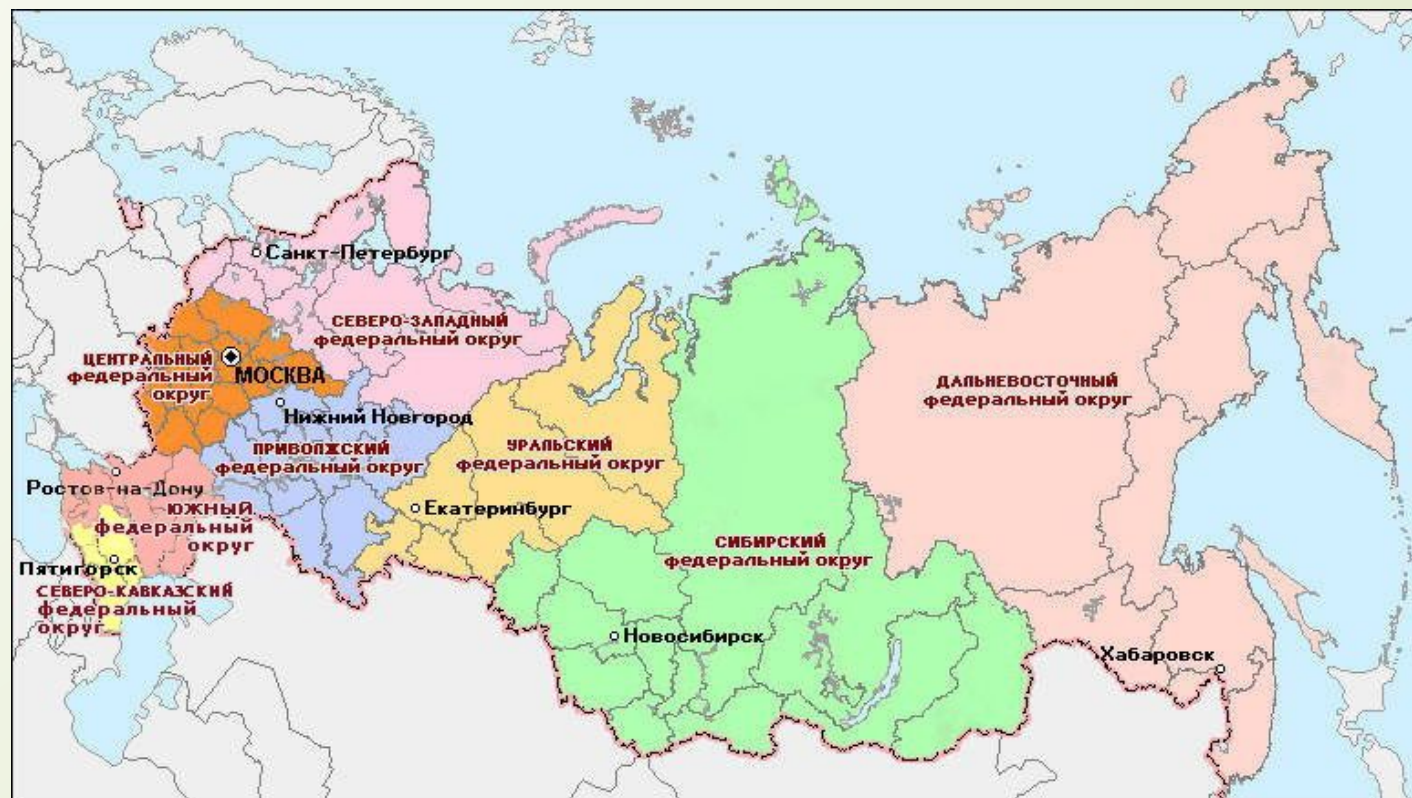 Санкт-Петербург
СЕВЕРО-ЗАПАДНЫЙ
федеральный округ
ЦЕНТРАЛЬНЫЙ
федеральный
округ
МОСКВА
ДАЛЬНЕВОСТОЧНЫЙ
федеральный округ
Нижний Новгород
ПРИВОЛЖСКИЙ
федеральный округ
УРАЛЬСКИЙ
федеральный округ
Ростов-на-Дону
Екатеринбург
ЮЖНЫЙ
федеральный
округ
СИБИРСКИЙ
федеральный округ
Пятигорск
СЕВЕРО-КАВКАЗСКИЙ
федеральный
округ
Новосибирск
Хабаровск